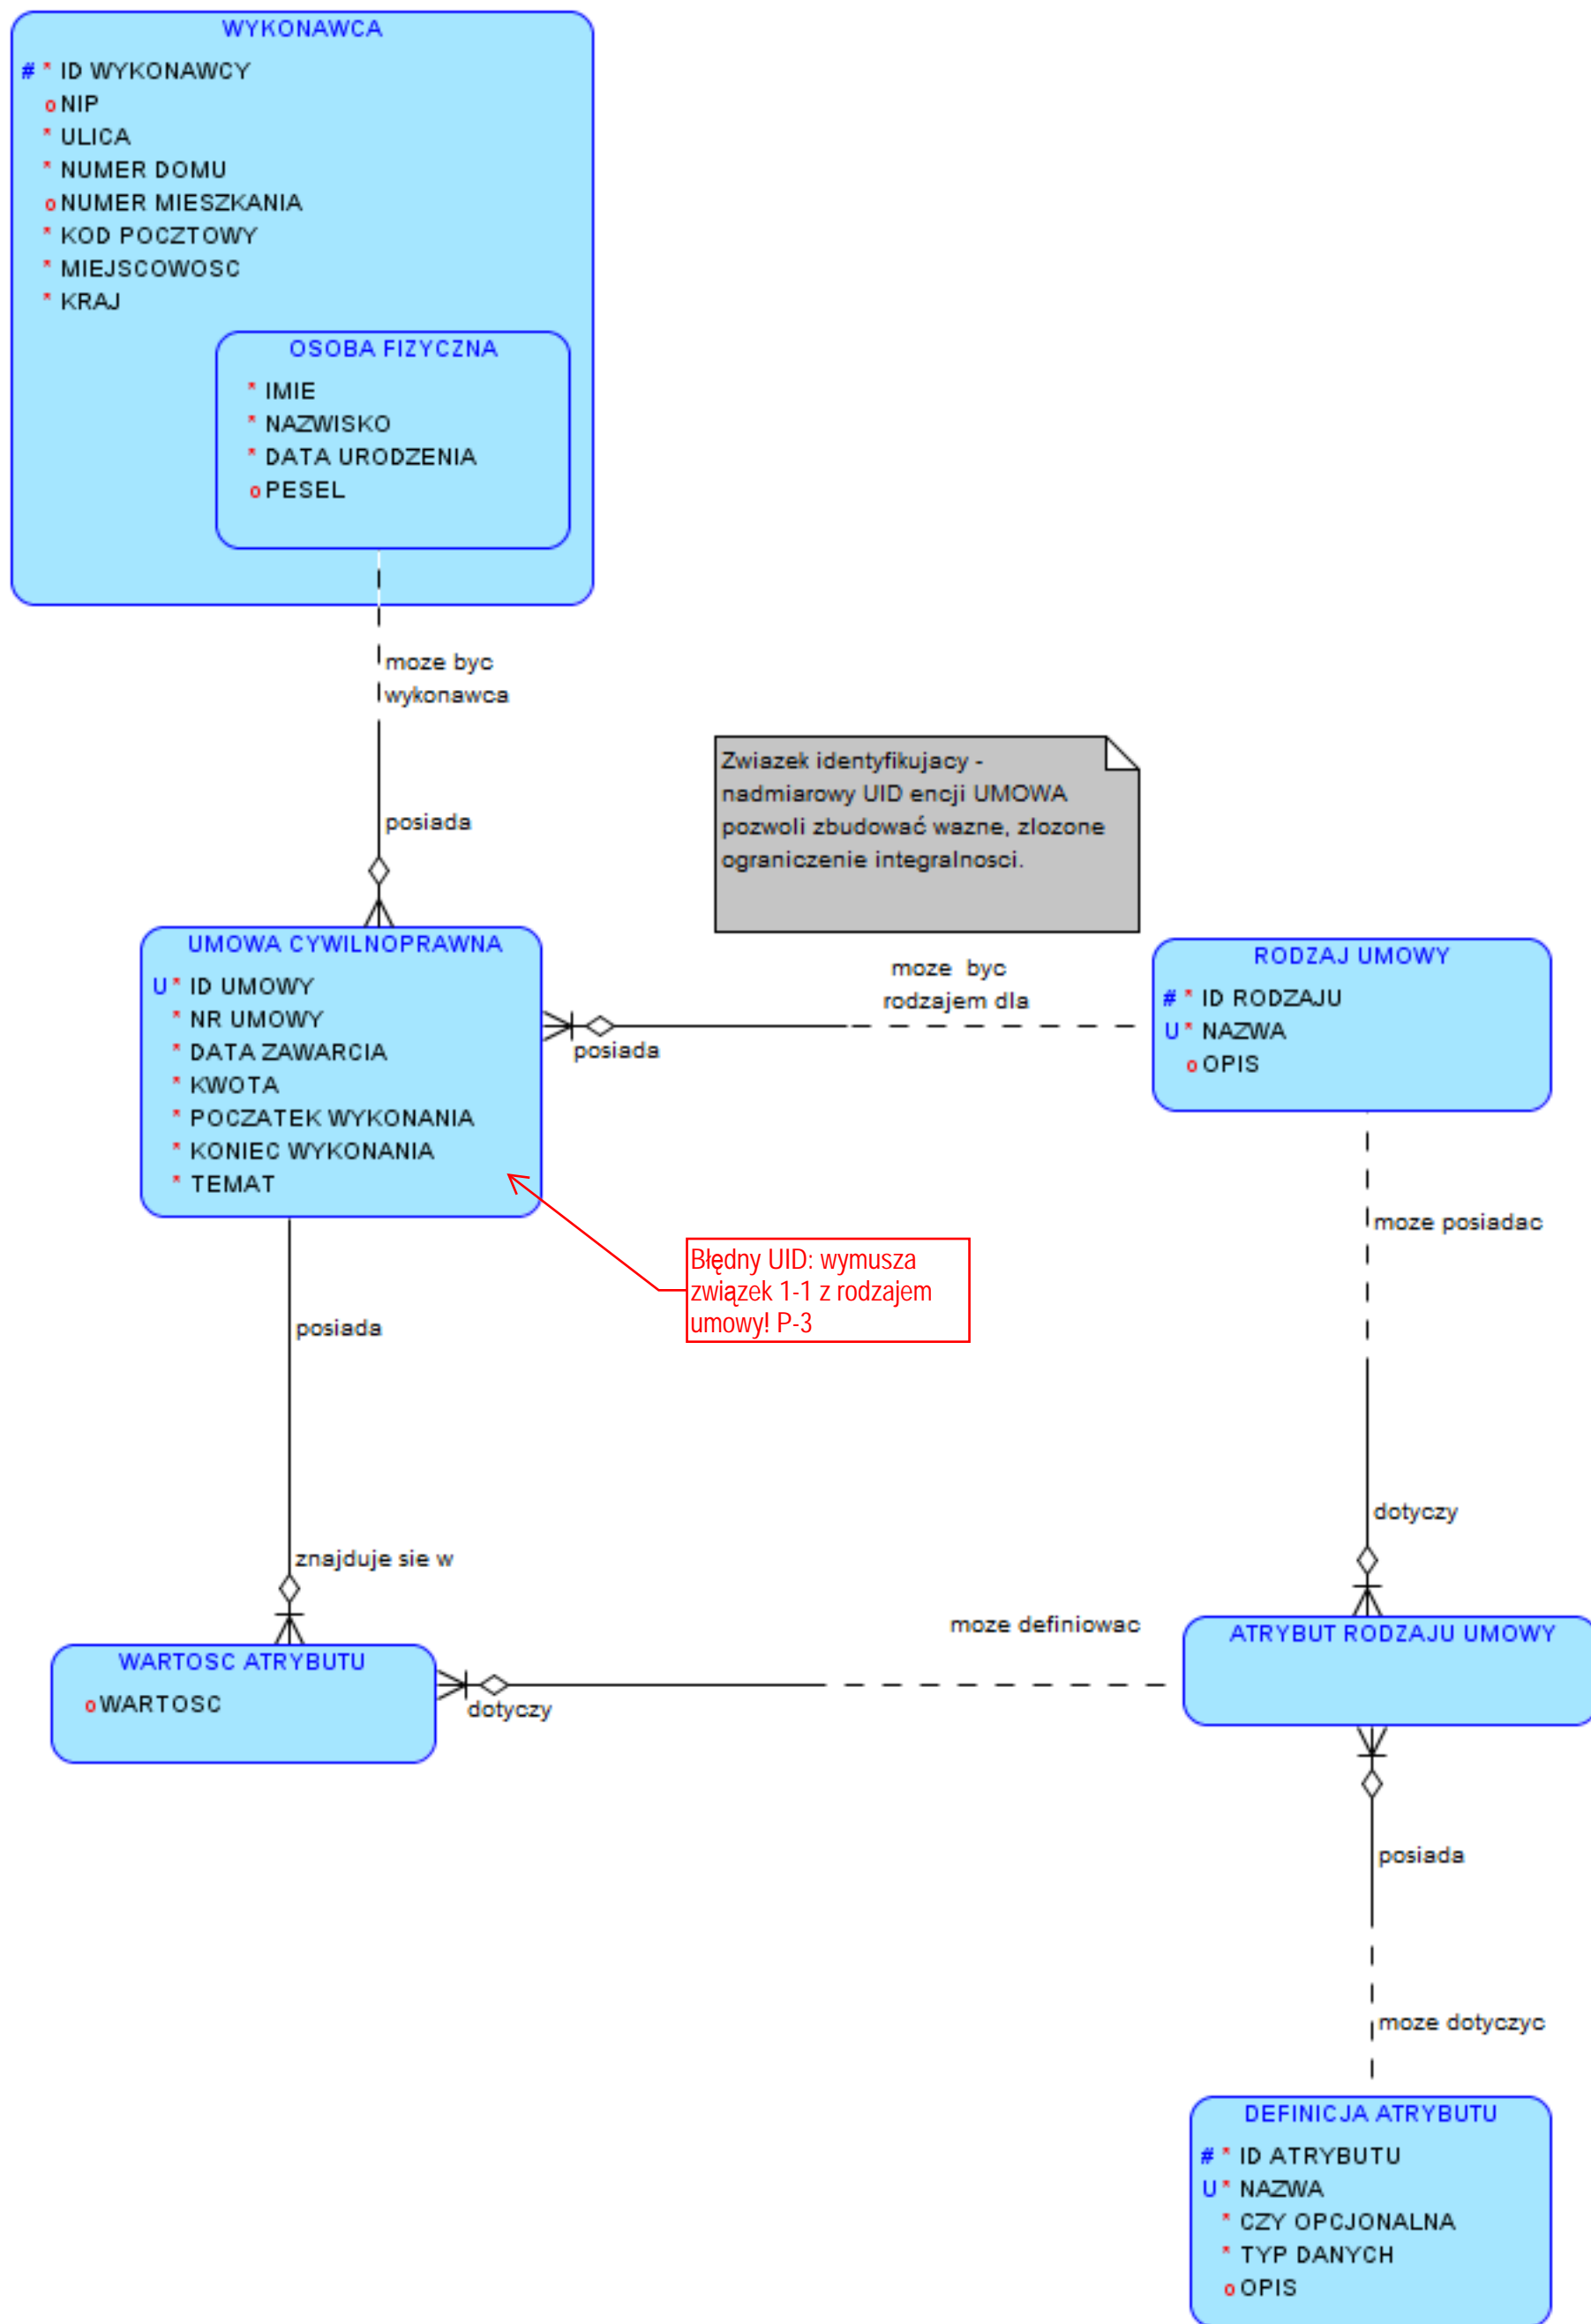 WYKONAWCA
# * ID WYKONAWCY
o NIP
* ULICA
* NUMER DOMU
o NUMER MIESZKANIA
* KOD POCZTOWY
* MIEJSCOWOSC
* KRAJ
OSOBA FIZYCZNA
* IMIE
* NAZWISKO
* DATA URODZENIA
o PESEL
moze byc
wykonawca
posiada
Zwiazek identyfikujacy -
nadmiarowy UID encji UMOWA
pozwoli zbudować wazne, zlozone
ograniczenie integralnosci.
UMOWA CYWILNOPRAWNA
U * ID UMOWY
* NR UMOWY
* DATA ZAWARCIA
* KWOTA
* POCZATEK WYKONANIA
* KONIEC WYKONANIA
* TEMAT
moze byc
rodzajem dla
posiada
RODZAJ UMOWY
# * ID RODZAJU
U * NAZWA
o OPIS
moze posiadac
Błędny UID: wymusza
związek 1-1 z rodzajem
umowy! P-3
posiada
dotyczy
znajduje sie w
moze definiowac
WARTOSC ATRYBUTU
o WARTOSC
dotyczy
ATRYBUT RODZAJU UMOWY
posiada
moze dotyczyc
DEFINICJA ATRYBUTU
# * ID ATRYBUTU
U * NAZWA
* CZY OPCJONALNA
* TYP DANYCH
o OPIS